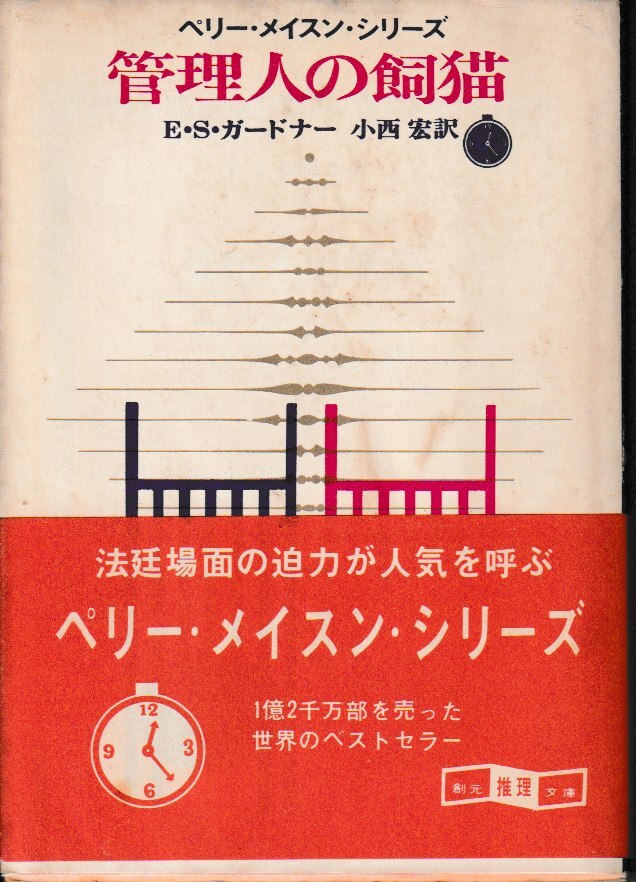 ペリー・メイスン・シリーズ
管理人の飼猫
E・S・ガードナー 小西 宏訳
法廷場面の迫力が人気を呼ぶ
ペリー・メイスン・シリーズ
12
9 3
6
1億2千万部を売った
世界のベストセラー
創元 推理 文庫